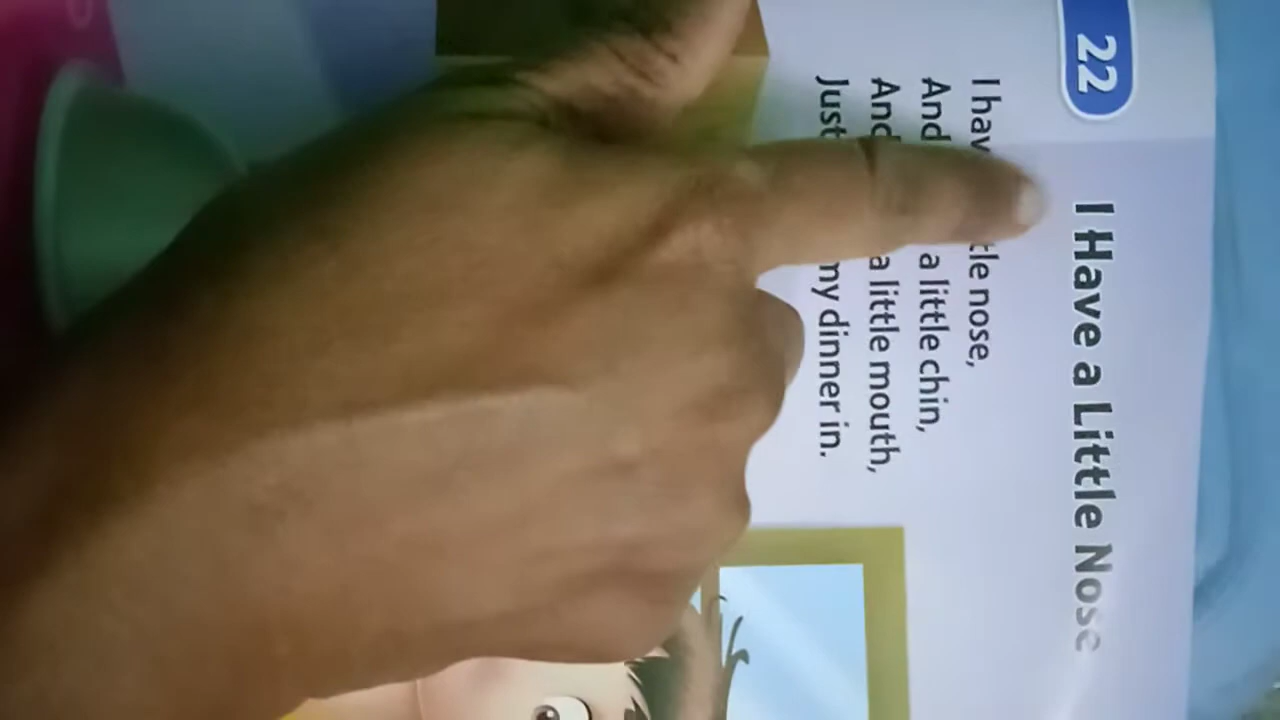 22
I Have a Little Nose
I hav tle nose,
And a little chin,
And a little mouth,
Just my dinner in.